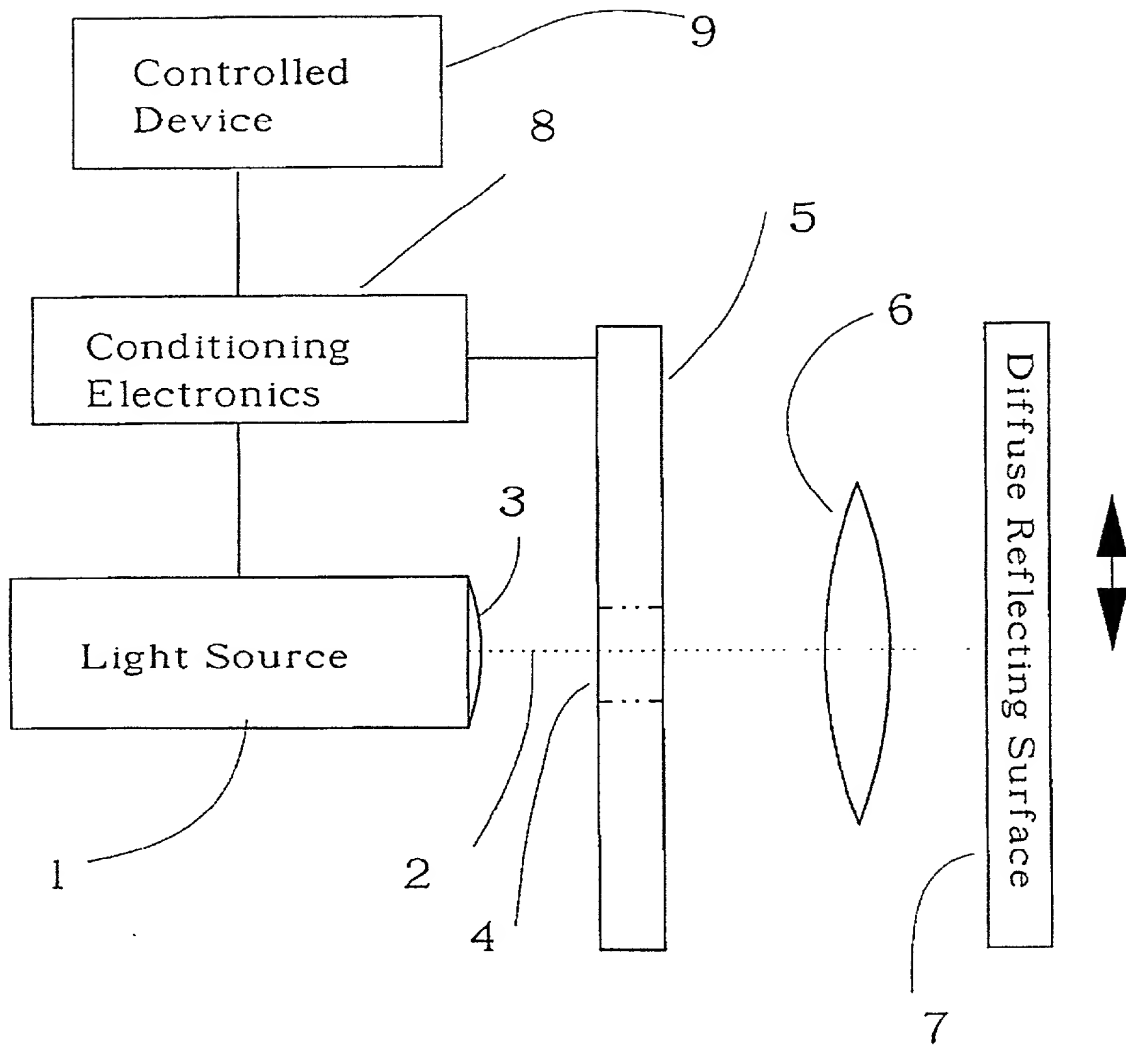 Controlled
Device
9
8
Conditioning
Electronics
5
6
Diffuse Reflecting Surface
3
Light Source
1
2
4
7